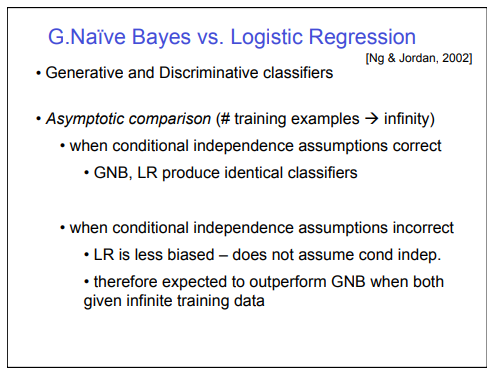 G.Naïve Bayes vs. Logistic Regression
[Ng & Jordan, 2002]
• Generative and Discriminative classifiers
• Asymptotic comparison (# training examples → infinity)
• when conditional independence assumptions correct
• GNB, LR produce identical classifiers
• when conditional independence assumptions incorrect
• LR is less biased – does not assume cond indep.
• therefore expected to outperform GNB when both
given infinite training data